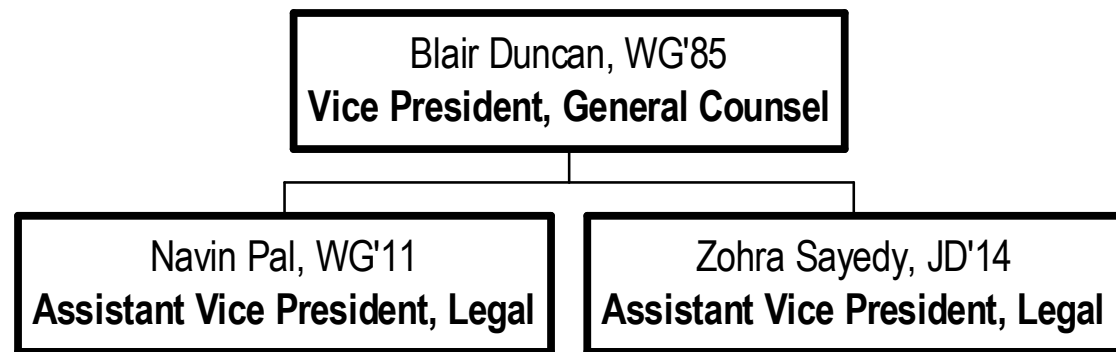 Blair Duncan, WG'85
Vice President, General Counsel
Navin Pal, WG'11
Assistant Vice President, Legal
Zohra Sayedy, JD'14
Assistant Vice President, Legal